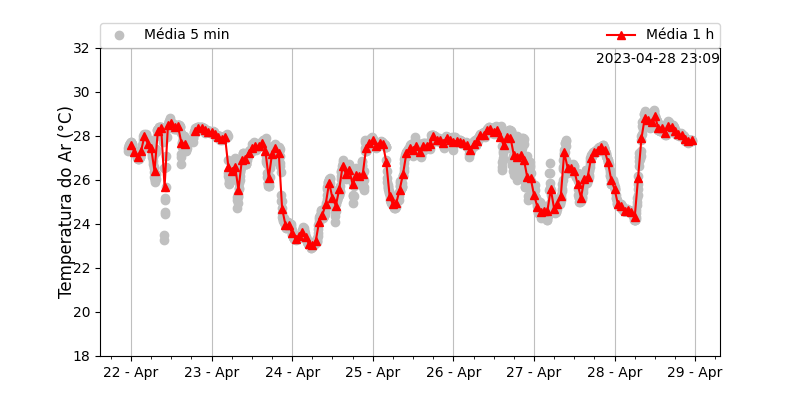 Média 5 min
Média 1 h
2023-04-28 23:09
Temperatura do Ar (°C)
32
30
28
26
24
22
20
18
22 - Apr
23 - Apr
24 - Apr
25 - Apr
26 - Apr
27 - Apr
28 - Apr
29 - Apr